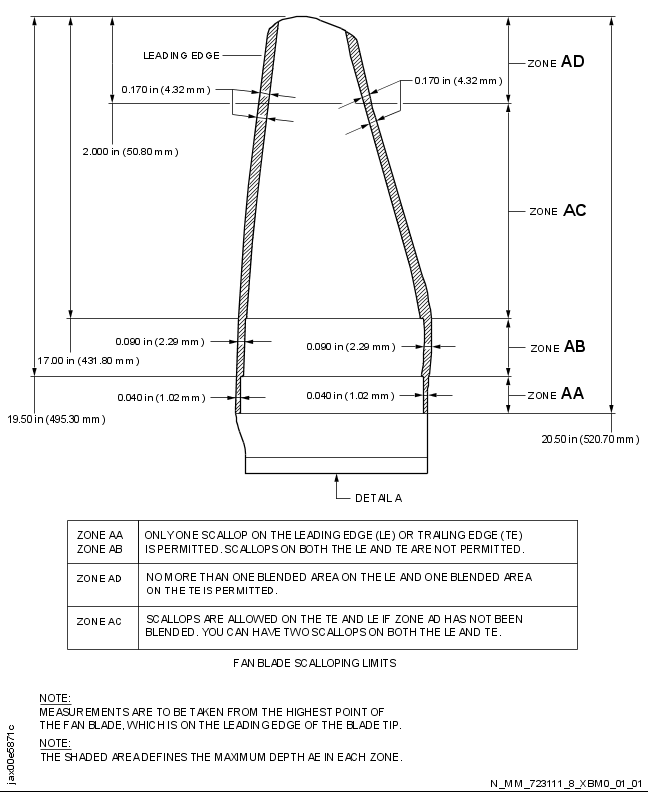 LEADING EDGE
ZONE AD
0.170 in (4.32 mm)
0.170 in (4.32 mm)
2.000 in (50.80 mm)
ZONE AC
0.090 in (2.29 mm)
0.090 in (2.29 mm)
ZONE AB
17.00 in (431.80 mm)
0.040 in (1.02 mm)
0.040 in (1.02 mm)
ZONE AA
19.50 in (495.30 mm)
20.50 in (520.70 mm)
DETAIL A
ZONE AA
ZONE AB
ONLY ONE SCALLOP ON THE LEADING EDGE (LE) OR TRAILING EDGE (TE)
IS PERMITTED. SCALLOPS ON BOTH THE LE AND TE ARE NOT PERMITTED.
ZONE AD
NO MORE THAN ONE BLENDED AREA ON THE LE AND ONE BLENDED AREA
ON THE TE IS PERMITTED.
ZONE AC
SCALLOPS ARE ALLOWED ON THE TE AND LE IF ZONE AD HAS NOT BEEN
BLENDED. YOU CAN HAVE TWO SCALLOPS ON BOTH THE LE AND TE.
FAN BLADE SCALLOPING LIMITS
NOTE:
MEASUREMENTS ARE TO BE TAKEN FROM THE HIGHEST POINT OF
THE FAN BLADE, WHICH IS ON THE LEADING EDGE OF THE BLADE TIP.
NOTE:
THE SHADED AREA DEFINES THE MAXIMUM DEPTH AE IN EACH ZONE.
jax00e5871c
N_MM_723111_8_XBM0_01_01